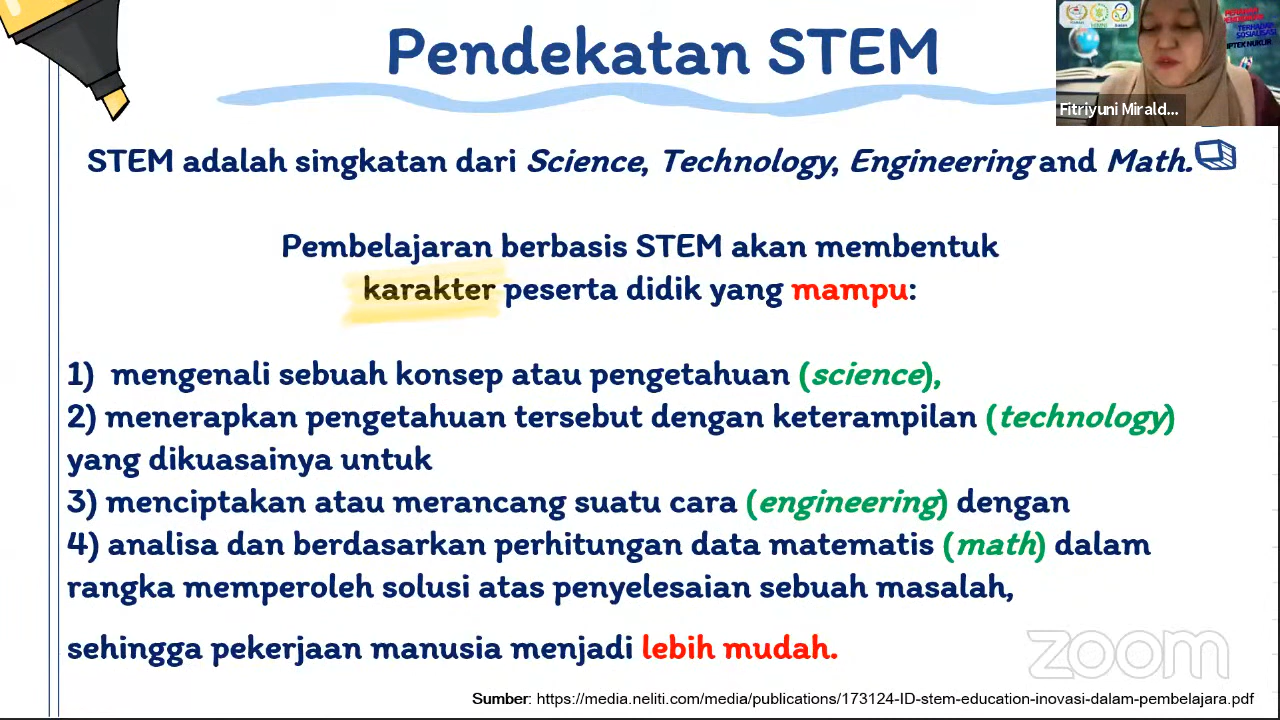 Pendekatan STEM
TERHADAP
SOSIALISASI
IPTEK NUKLIR
Fitriyuni Mirald...
STEM adalah singkatan dari Science, Technology, Engineering and Math.
Pembelajaran berbasis STEM akan membentuk
karakter peserta didik yang mampu:
1) mengenali sebuah konsep atau pengetahuan (science),
2) menerapkan pengetahuan tersebut dengan keterampilan (technology)
yang dikuasainya untuk
3) menciptakan atau merancang suatu cara (engineering) dengan
4) analisa dan berdasarkan perhitungan data matematis (math) dalam
rangka memperoleh solusi atas penyelesaian sebuah masalah,
sehingga pekerjaan manusia menjadi lebih mudah.
zoom
Sumber: https://media.neliti.com/media/publications/173124-ID-stem-education-inovasi-dalam-pembelajara.pdf